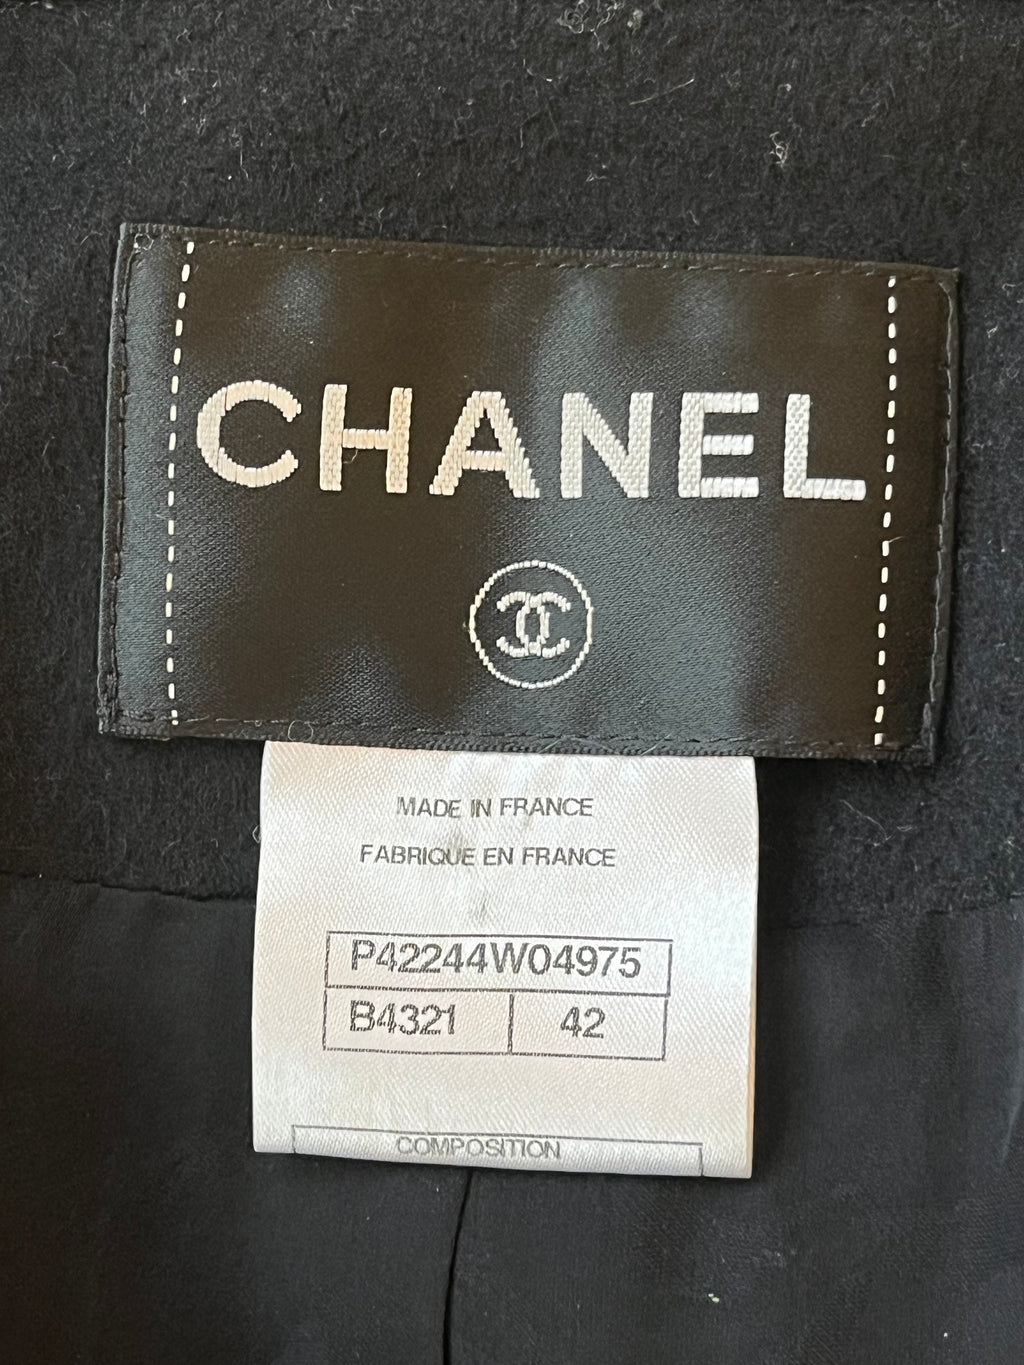 CHANEL
MADE IN FRANCE
FABRIQUE EN FRANCE
P42244W04975
B4321 42
COMPOSITION